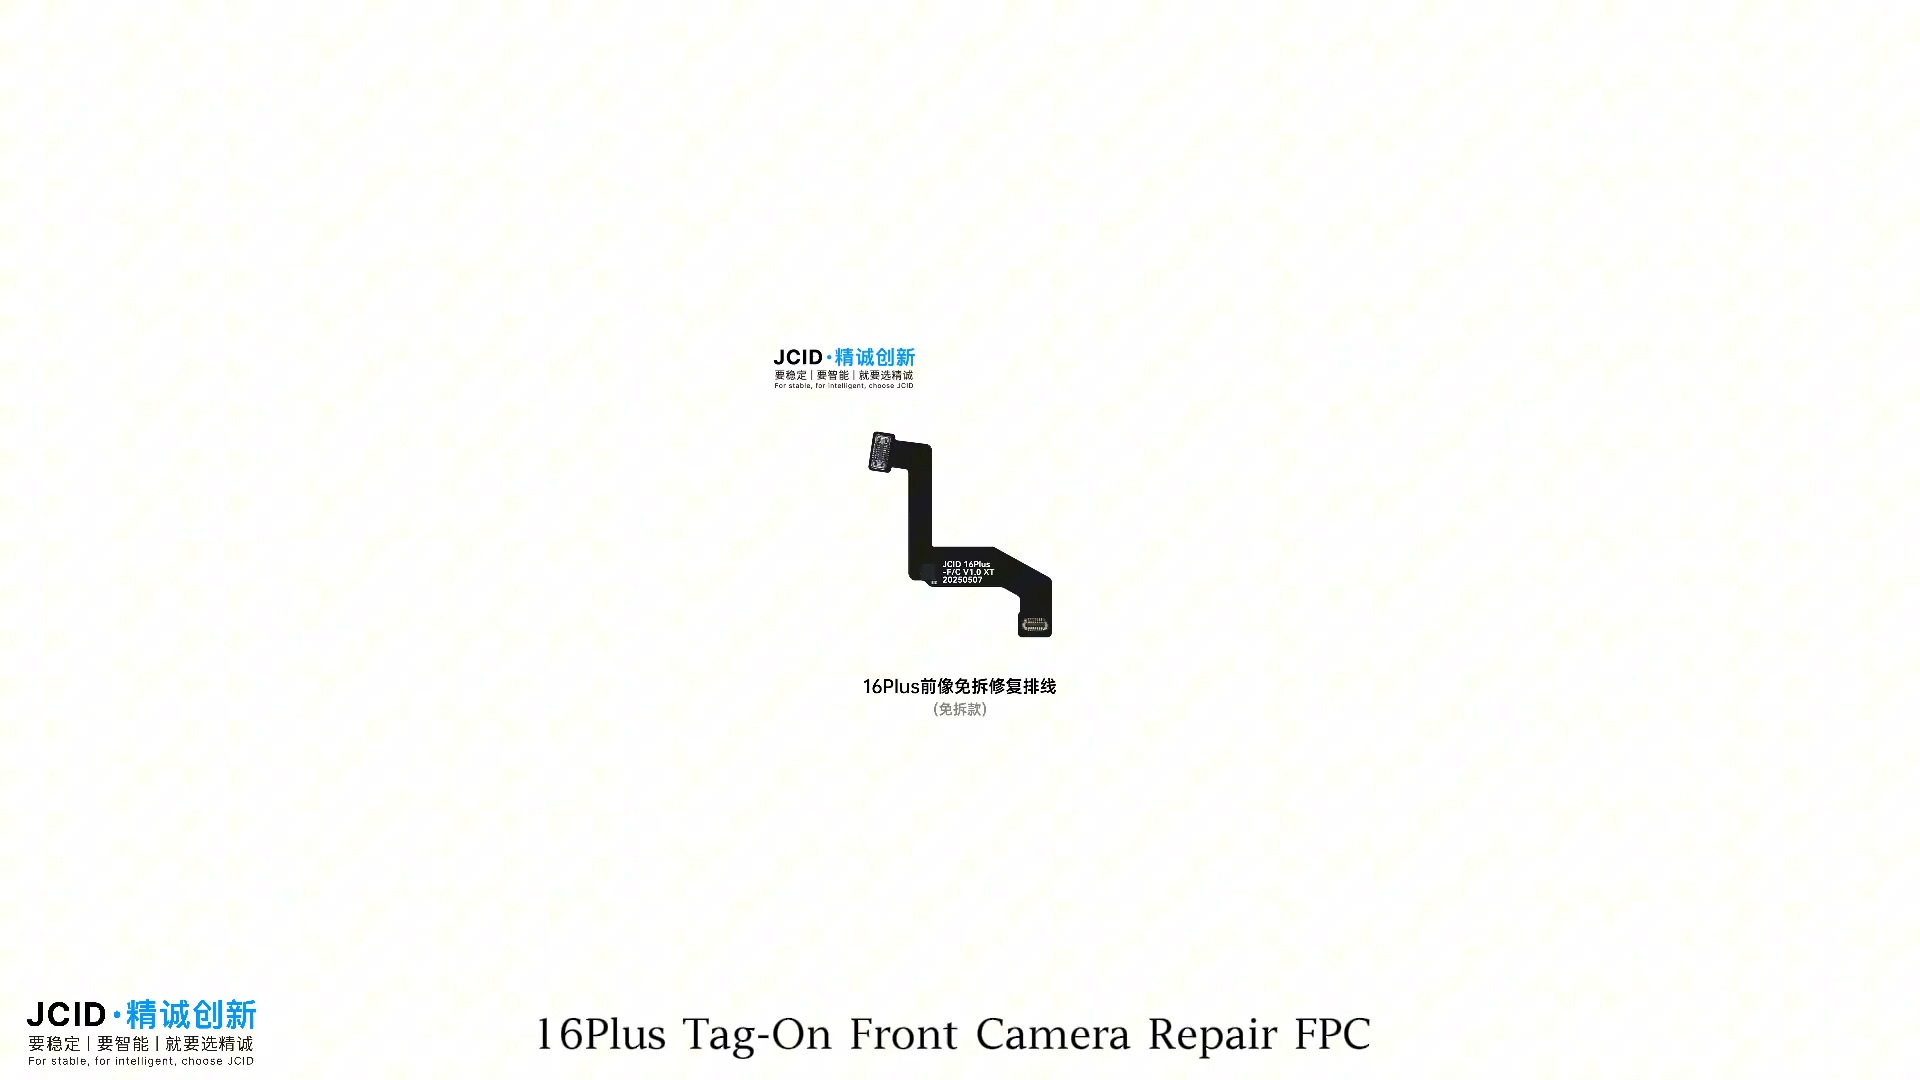 JCID·精诚创新
要稳定 | 要智能 | 就要选精诚
For stable, for intelligent, choose JCID
JCID 16Plus
-F/C V1.0 XT
20250507
16Plus前像免拆修复排线
(免拆款)
JCID·精诚创新
要稳定 | 要智能 | 就要选精诚
For stable, for intelligent, choose JCID
16Plus Tag-On Front Camera Repair FPC